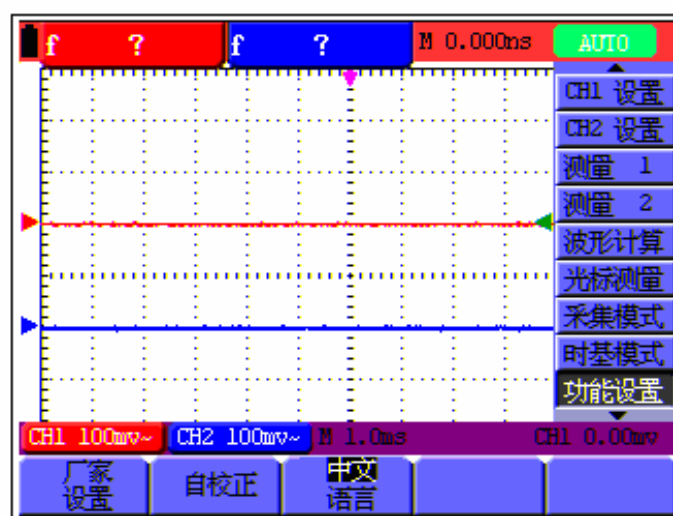 f ?
f ?
M 0.000ns
AUTO
CH1 设置
CH2 设置
测量 1
测量 2
波形计算
光标测量
采集模式
时基模式
功能设置
CH1 100mv~
CH2 100mv~
M 1.0ms
CH1 0.00mv
厂家
设置
自校正
中文
语言